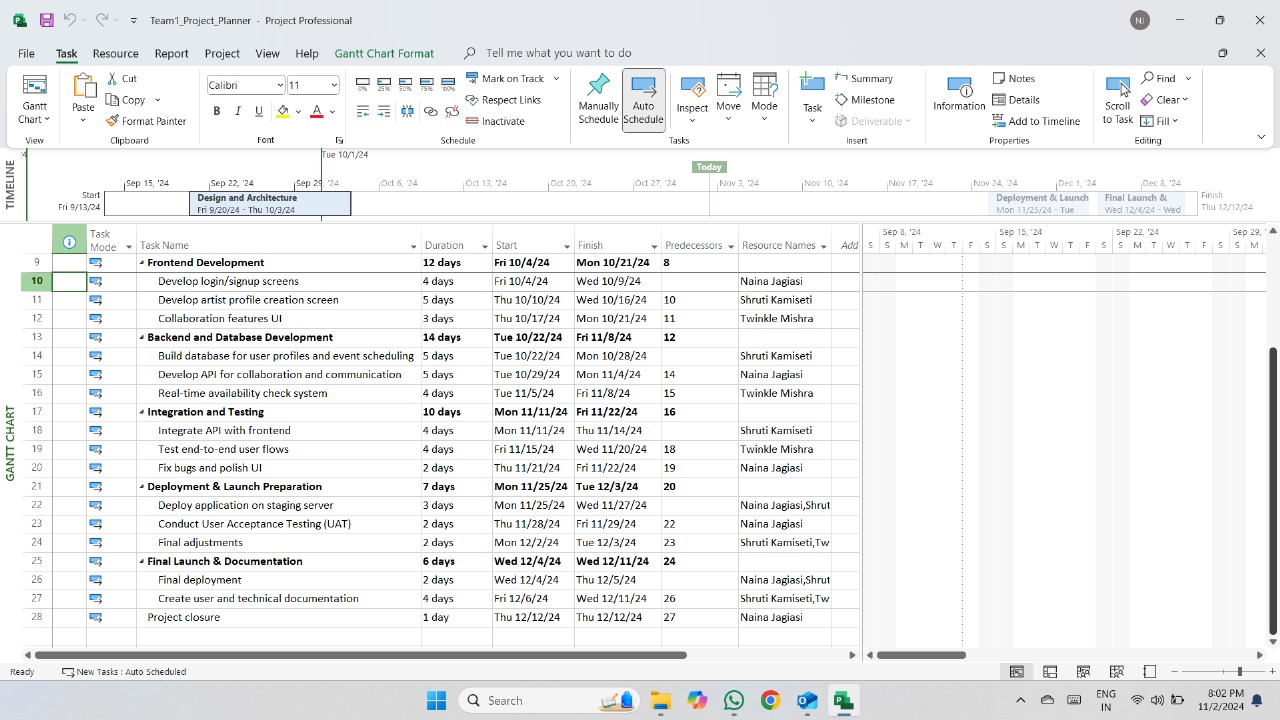 Team1_Project_Planner - Project Professional
NJ
File Task Resource Report Project View Help Gantt Chart Format Tell me what you want to do
Gantt Chart
View
Paste
Cut
Copy
Format Painter
Clipboard
Calibri 11
B I U A
Font
0% 25% 50% 75% 100%
Mark on Track
Respect Links
Inactivate
Schedule
Manually Schedule
Auto Schedule
Inspect
Move
Mode
Tasks
Task
Summary
Milestone
Deliverable
Insert
Information
Notes
Details
Add to Timeline
Properties
Scroll to Task
Find
Clear
Fill
Editing
TIMELINE
Tue 10/1/24
Today
Sep 15, '24 Sep 22, '24 Sep 29, '24 Oct 6, '24 Oct 13, '24 Oct 20, '24 Oct 27, '24 Nov 3, '24 Nov 10, '24 Nov 17, '24 Nov 24, '24 Dec 1, '24 Dec 8, '24
Start
Fri 9/13/24
Design and Architecture
Fri 9/20/24 - Thu 10/3/24
Deployment & Launch
Mon 11/25/24 - Tue
Final Launch &
Wed 12/4/24 - Wed
Finish
Thu 12/12/24
GANTT CHART
Task Mode Task Name Duration Start Finish Predecessors Resource Names Add
Sep 8, '24 Sep 15, '24 Sep 22, '24 Sep 29, '
S S M T W T F S S M T W T F S S M T W T F S S M
9 Frontend Development 12 days Fri 10/4/24 Mon 10/21/24 8
10 Develop login/signup screens 4 days Fri 10/4/24 Wed 10/9/24 Naina Jagiasi
11 Develop artist profile creation screen 5 days Thu 10/10/24 Wed 10/16/24 10 Shruti Kamiseti
12 Collaboration features UI 3 days Thu 10/17/24 Mon 10/21/24 11 Twinkle Mishra
13 Backend and Database Development 14 days Tue 10/22/24 Fri 11/8/24 12
14 Build database for user profiles and event scheduling 5 days Tue 10/22/24 Mon 10/28/24 Shruti Kamiseti
15 Develop API for collaboration and communication 5 days Tue 10/29/24 Mon 11/4/24 14 Naina Jagiasi
16 Real-time availability check system 4 days Tue 11/5/24 Fri 11/8/24 15 Twinkle Mishra
17 Integration and Testing 10 days Mon 11/11/24 Fri 11/22/24 16
18 Integrate API with frontend 4 days Mon 11/11/24 Thu 11/14/24 Shruti Kamiseti
19 Test end-to-end user flows 4 days Fri 11/15/24 Wed 11/20/24 18 Twinkle Mishra
20 Fix bugs and polish UI 2 days Thu 11/21/24 Fri 11/22/24 19 Naina Jagiasi
21 Deployment & Launch Preparation 7 days Mon 11/25/24 Tue 12/3/24 20
22 Deploy application on staging server 3 days Mon 11/25/24 Wed 11/27/24 Naina Jagiasi,Shrut
23 Conduct User Acceptance Testing (UAT) 2 days Thu 11/28/24 Fri 11/29/24 22 Naina Jagiasi
24 Final adjustments 2 days Mon 12/2/24 Tue 12/3/24 23 Shruti Kamiseti,Tw
25 Final Launch & Documentation 6 days Wed 12/4/24 Wed 12/11/24 24
26 Final deployment 2 days Wed 12/4/24 Thu 12/5/24 Naina Jagiasi,Shrut
27 Create user and technical documentation 4 days Fri 12/6/24 Wed 12/11/24 26 Shruti Kamiseti,Tw
28 Project closure 1 day Thu 12/12/24 Thu 12/12/24 27 Naina Jagiasi
Ready New Tasks : Auto Scheduled
Search
ENG
IN
8:02 PM
11/2/2024